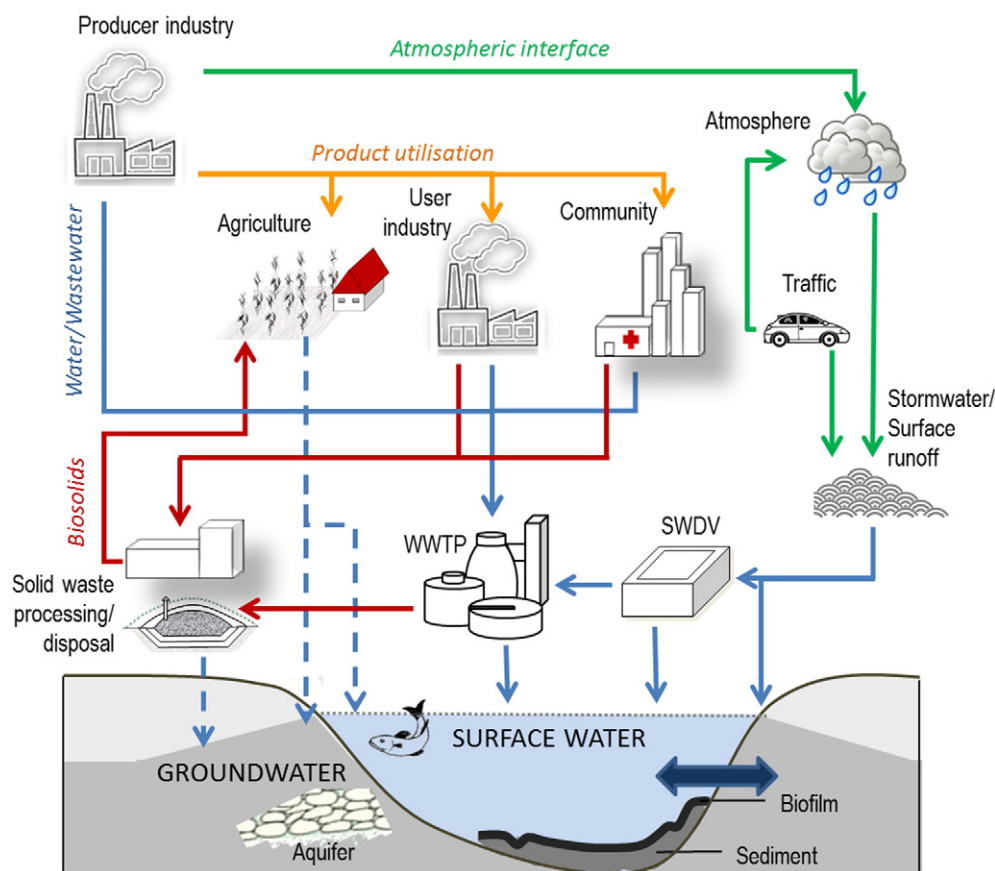 Producer industry
Atmospheric interface
Atmosphere
Product utilisation
Agriculture
User
industry
Community
Water/Wastewater
Traffic
Stormwater/
Surface
runoff
Biosolids
WWTP
SWDV
Solid waste
processing/
disposal
SURFACE WATER
GROUNDWATER
Biofilm
Aquifer
Sediment